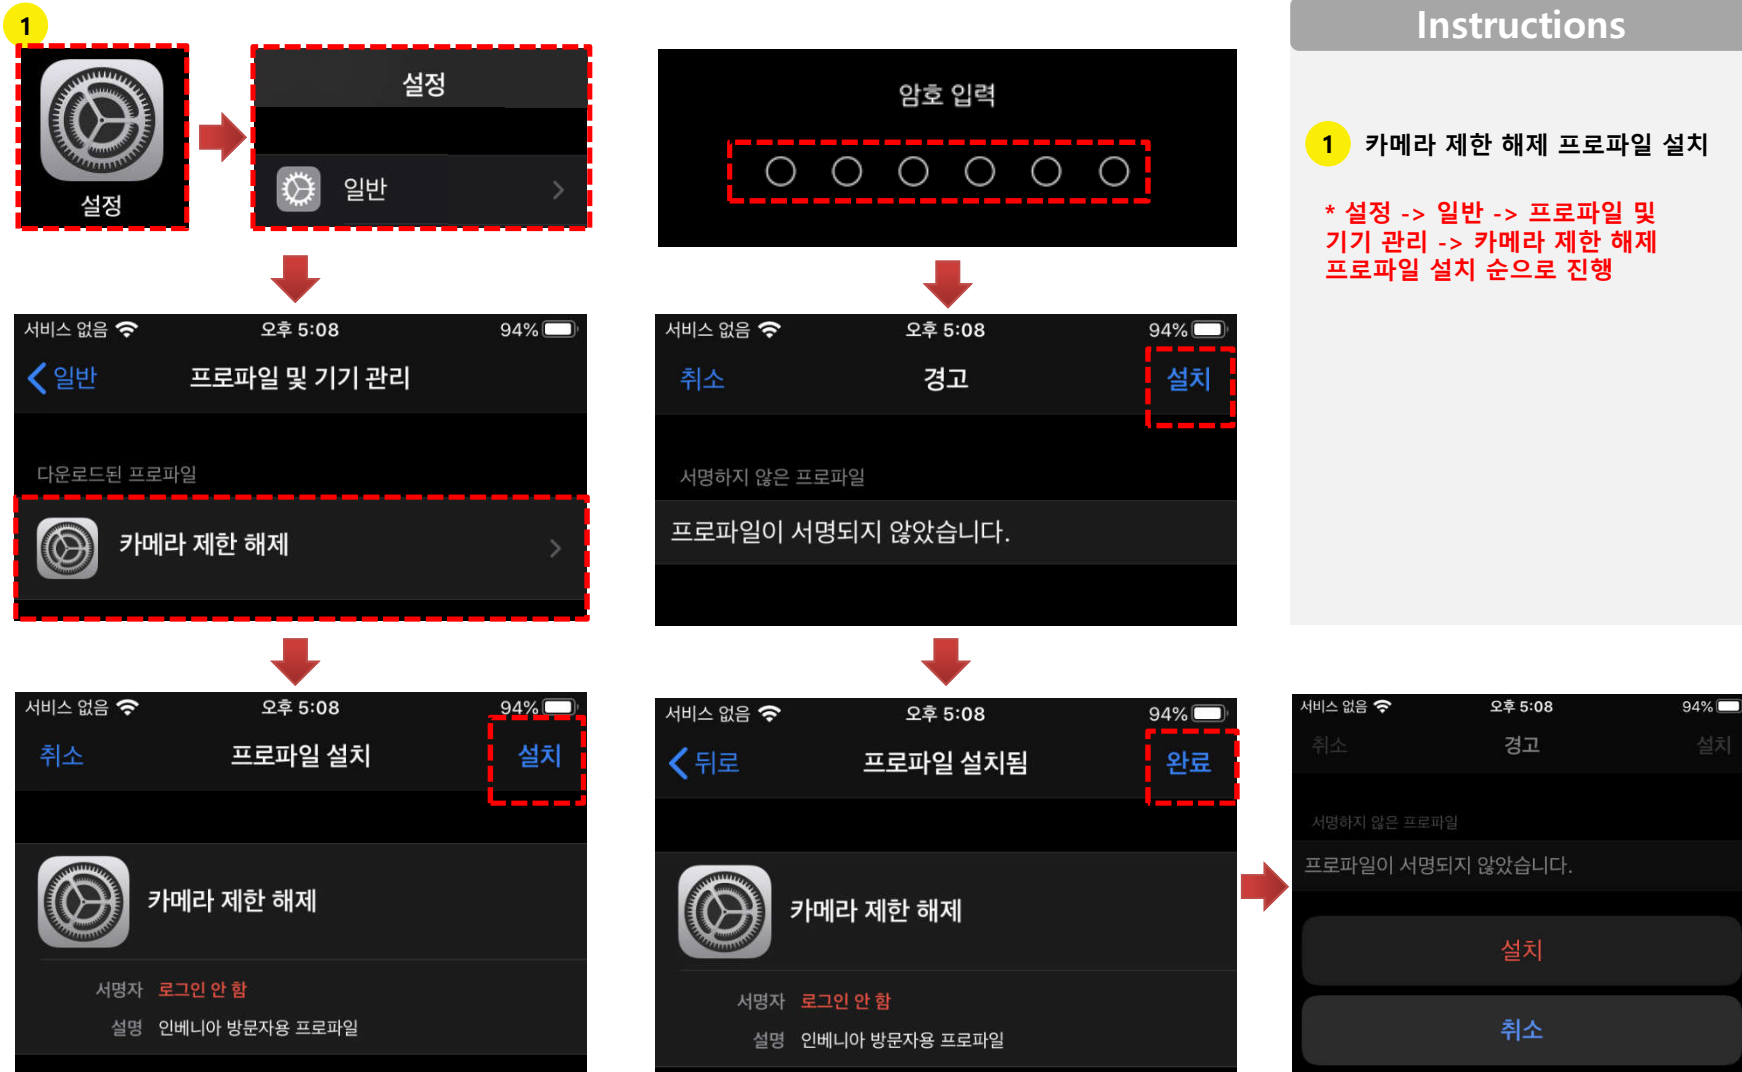 1
설정
설정
일반
서비스 없음
오후 5:08
94%
일반
프로파일 및 기기 관리
다운로드된 프로파일
카메라 제한 해제
서비스 없음
오후 5:08
94%
취소
프로파일 설치
설치
카메라 제한 해제
서명자 로그인 안 함
설명 인베니아 방문자용 프로파일
암호 입력
서비스 없음
오후 5:08
94%
취소
경고
설치
서명하지 않은 프로파일
프로파일이 서명되지 않았습니다.
서비스 없음
오후 5:08
94%
뒤로
프로파일 설치됨
완료
카메라 제한 해제
서명자 로그인 안 함
설명 인베니아 방문자용 프로파일
서비스 없음
오후 5:08
94%
취소
경고
설치
서명하지 않은 프로파일
프로파일이 서명되지 않았습니다.
설치
취소
Instructions
1 카메라 제한 해제 프로파일 설치
* 설정 -> 일반 -> 프로파일 및
기기 관리 -> 카메라 제한 해제
프로파일 설치 순으로 진행